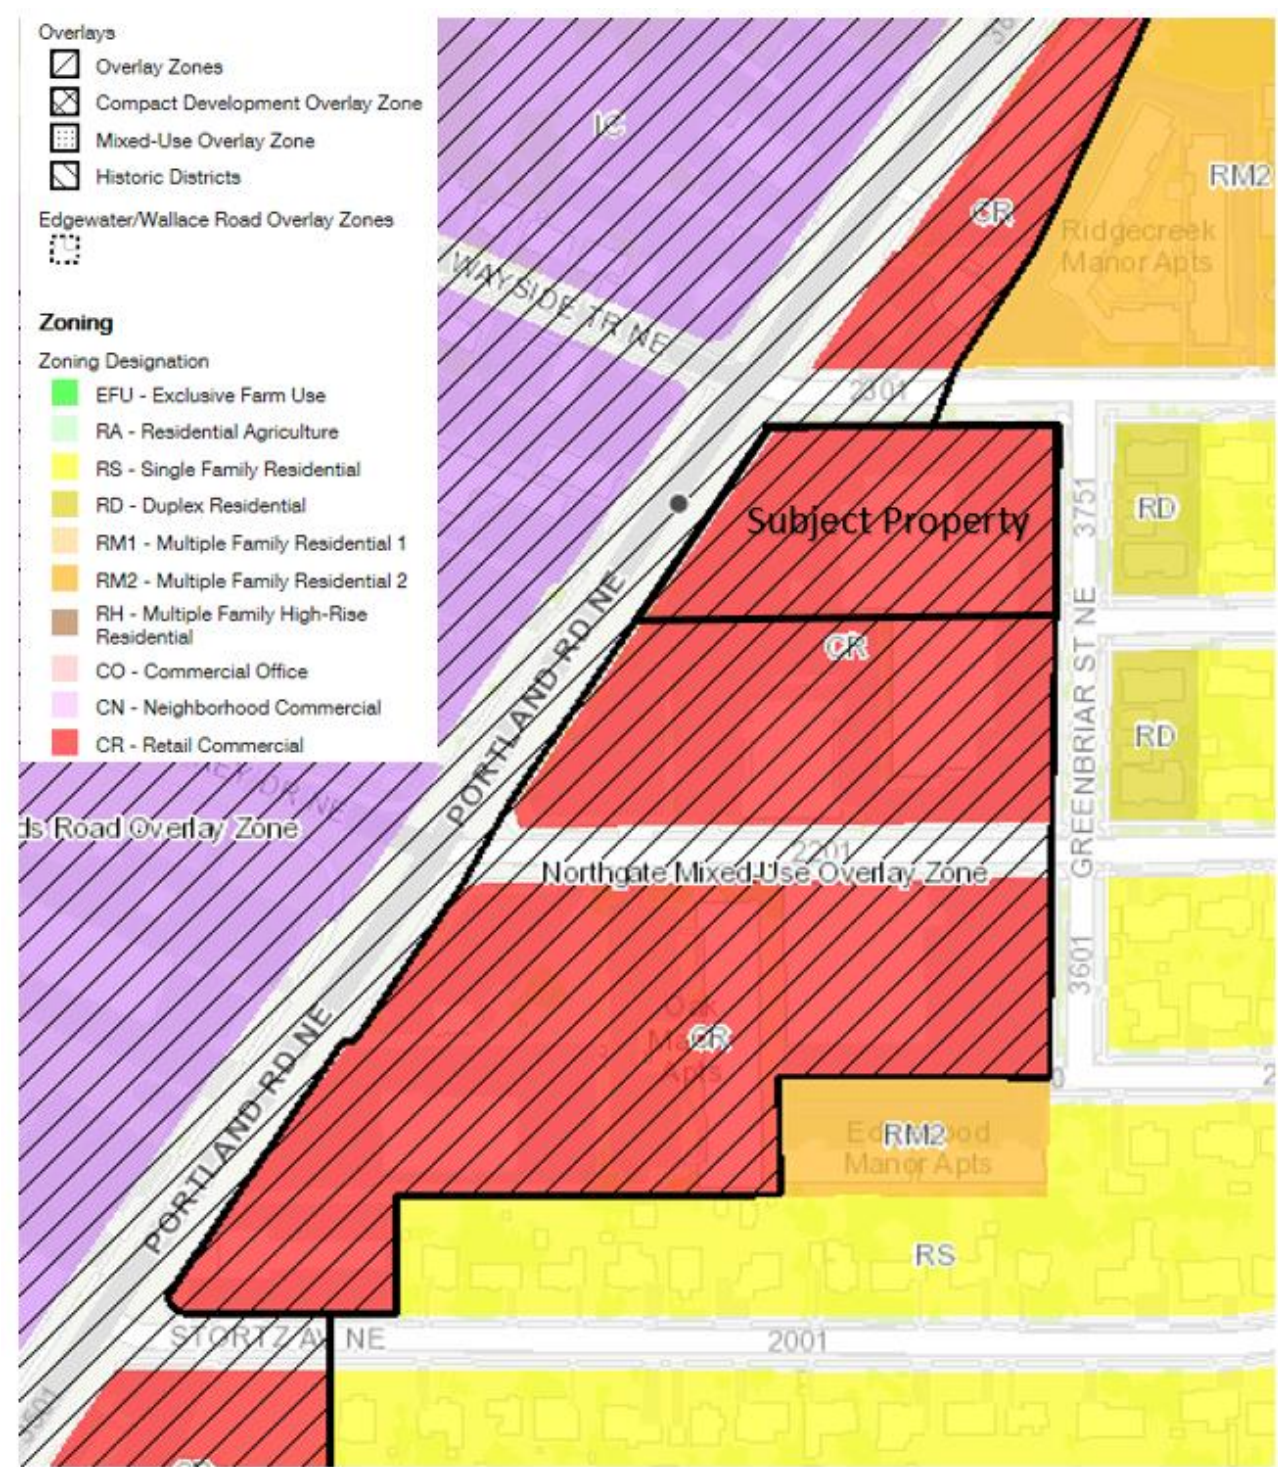 Overlays
Overlay Zones
Compact Development Overlay Zone
Mixed-Use Overlay Zone
Historic Districts
Edgewater/Wallace Road Overlay Zones
Zoning
Zoning Designation
EFU - Exclusive Farm Use
RA - Residential Agriculture
RS - Single Family Residential
RD - Duplex Residential
RM1 - Multiple Family Residential 1
RM2 - Multiple Family Residential 2
RH - Multiple Family High-Rise
Residential
CO - Commercial Office
CN - Neighborhood Commercial
CR - Retail Commercial
IC
RM2
CR
Ridgecreek
Manor Apts
WAYSIDE TR NE
2301
Subject Property
3751
RD
PORTLAND RD NE
CR
GREENBRIAR ST NE
RD
DR NE
ds Road Overlay Zone
2201
Northgate Mixed-Use Overlay Zone
3601
Oak
CR
Apts
PORTLAND RD NE
RM2
Manor Apts
RS
STORTZ AV NE
2001
3501